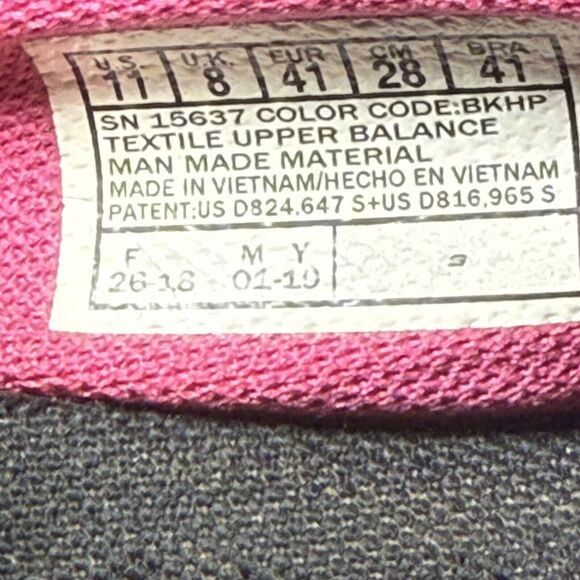 U.S. U.K. EUR CM BRA
11 8 41 28 41
SN 15637 COLOR CODE:BKHP
TEXTILE UPPER BALANCE
MAN MADE MATERIAL
MADE IN VIETNAM/HECHO EN VIETNAM
PATENT:US D824,647 S+US D816,965 S
F M Y
26-18 01-19